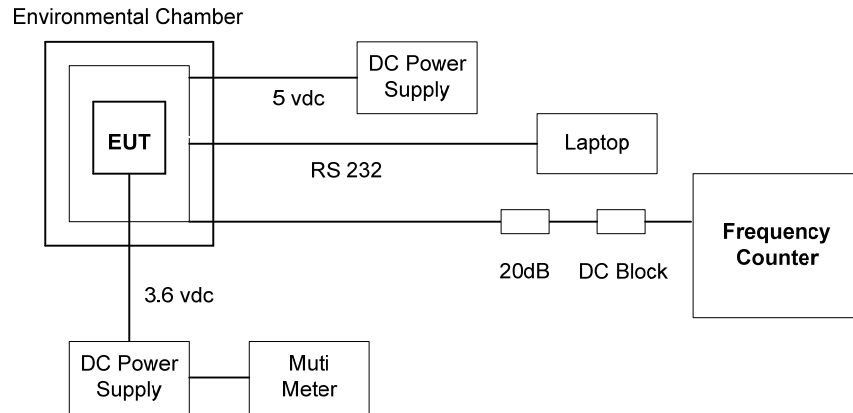 Environmental Chamber
DC Power
Supply
5 vdc
EUT
Laptop
RS 232
Frequency
Counter
20dB
DC Block
3.6 vdc
DC Power
Supply
Muti
Meter